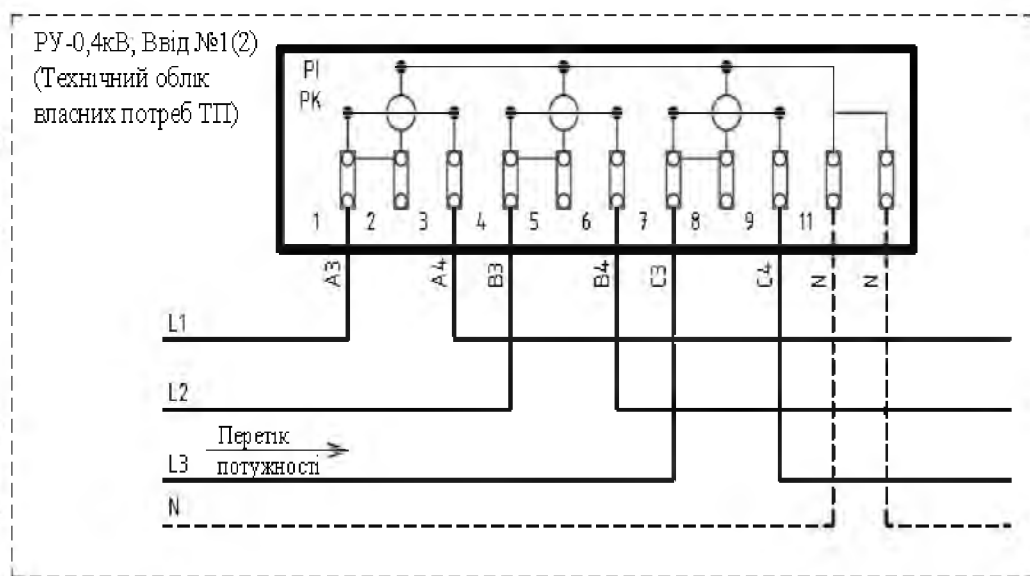 РУ-0,4кВ; Ввід №1(2)
(Технічний облік
власних потреб ТП)
PI
PK
1 2 3 4 5 6 7 8 9 11
A3 A4 B3 B4 C3 C4 N N
L1
L2
Перетік
потужності
L3
N